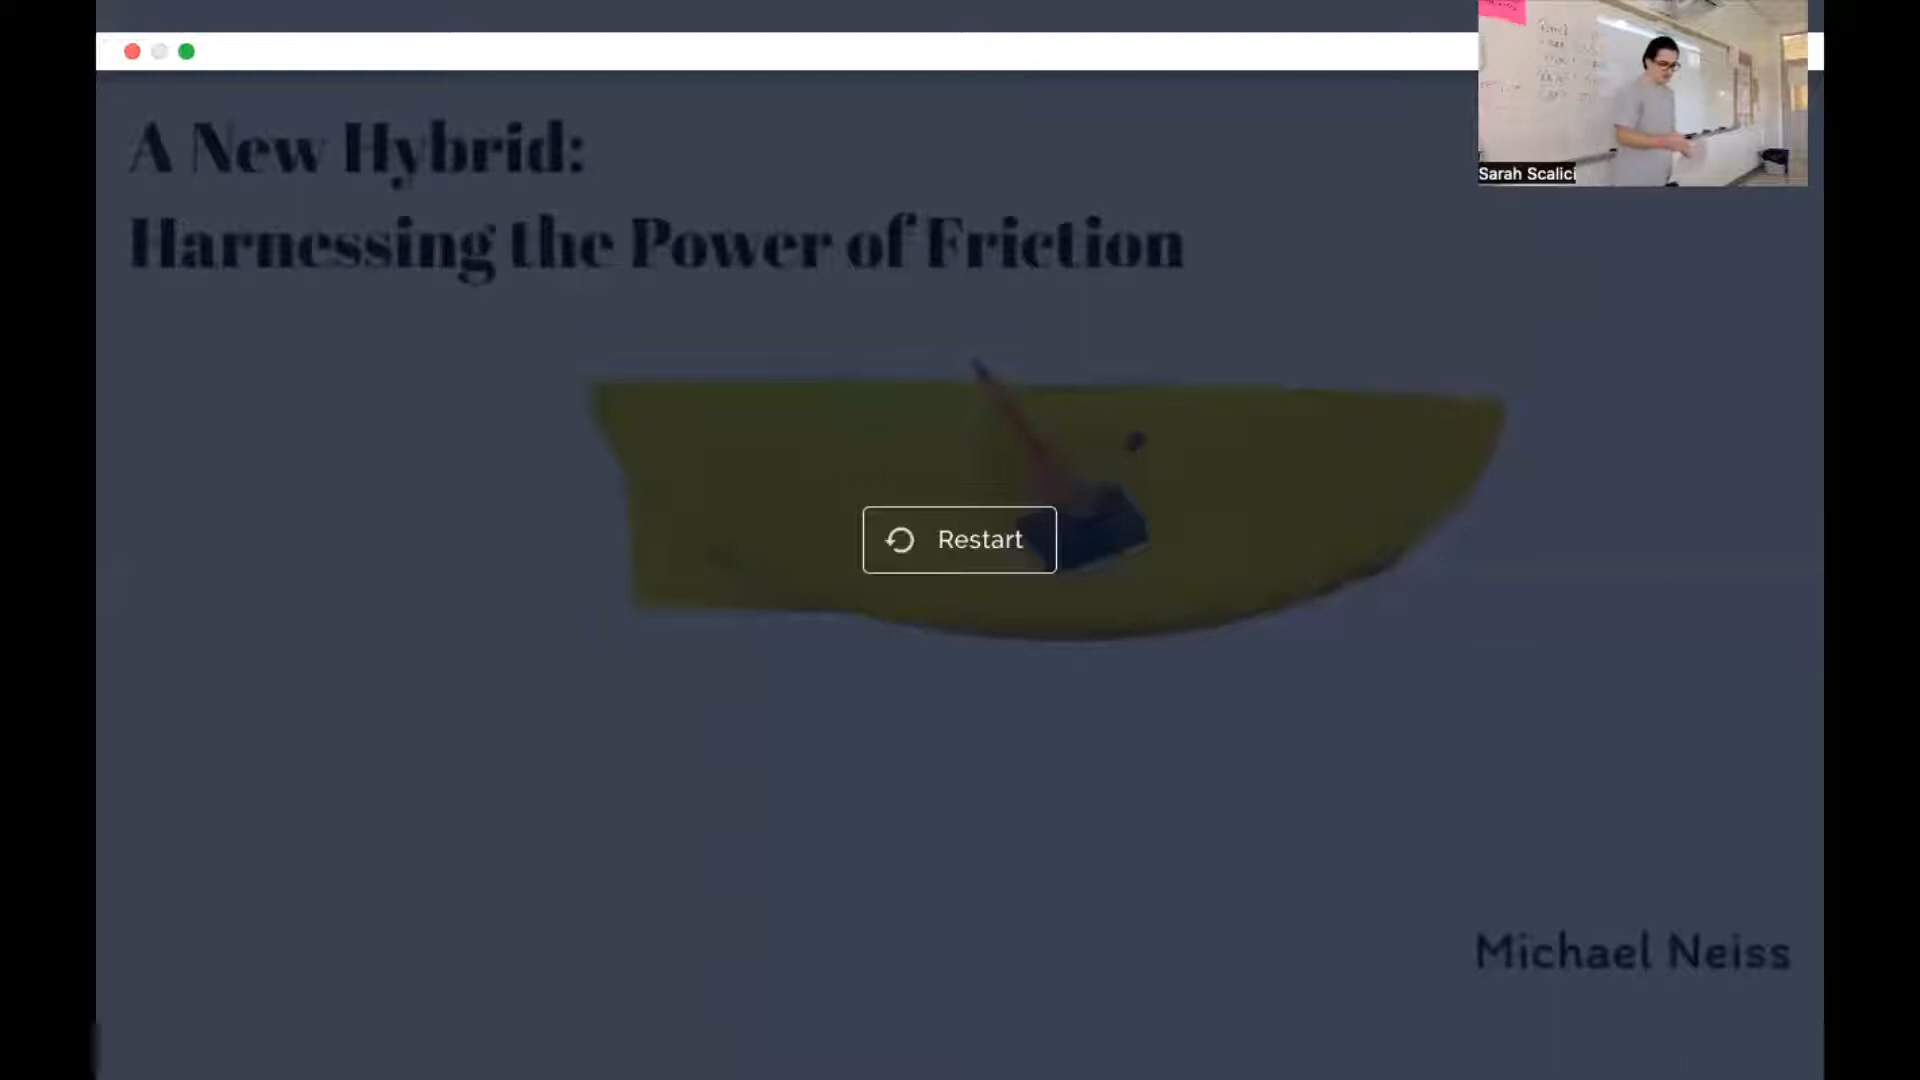 A New Hybrid:
Harnessing the Power of Friction
Sarah Scalici
Restart
Michael Neiss